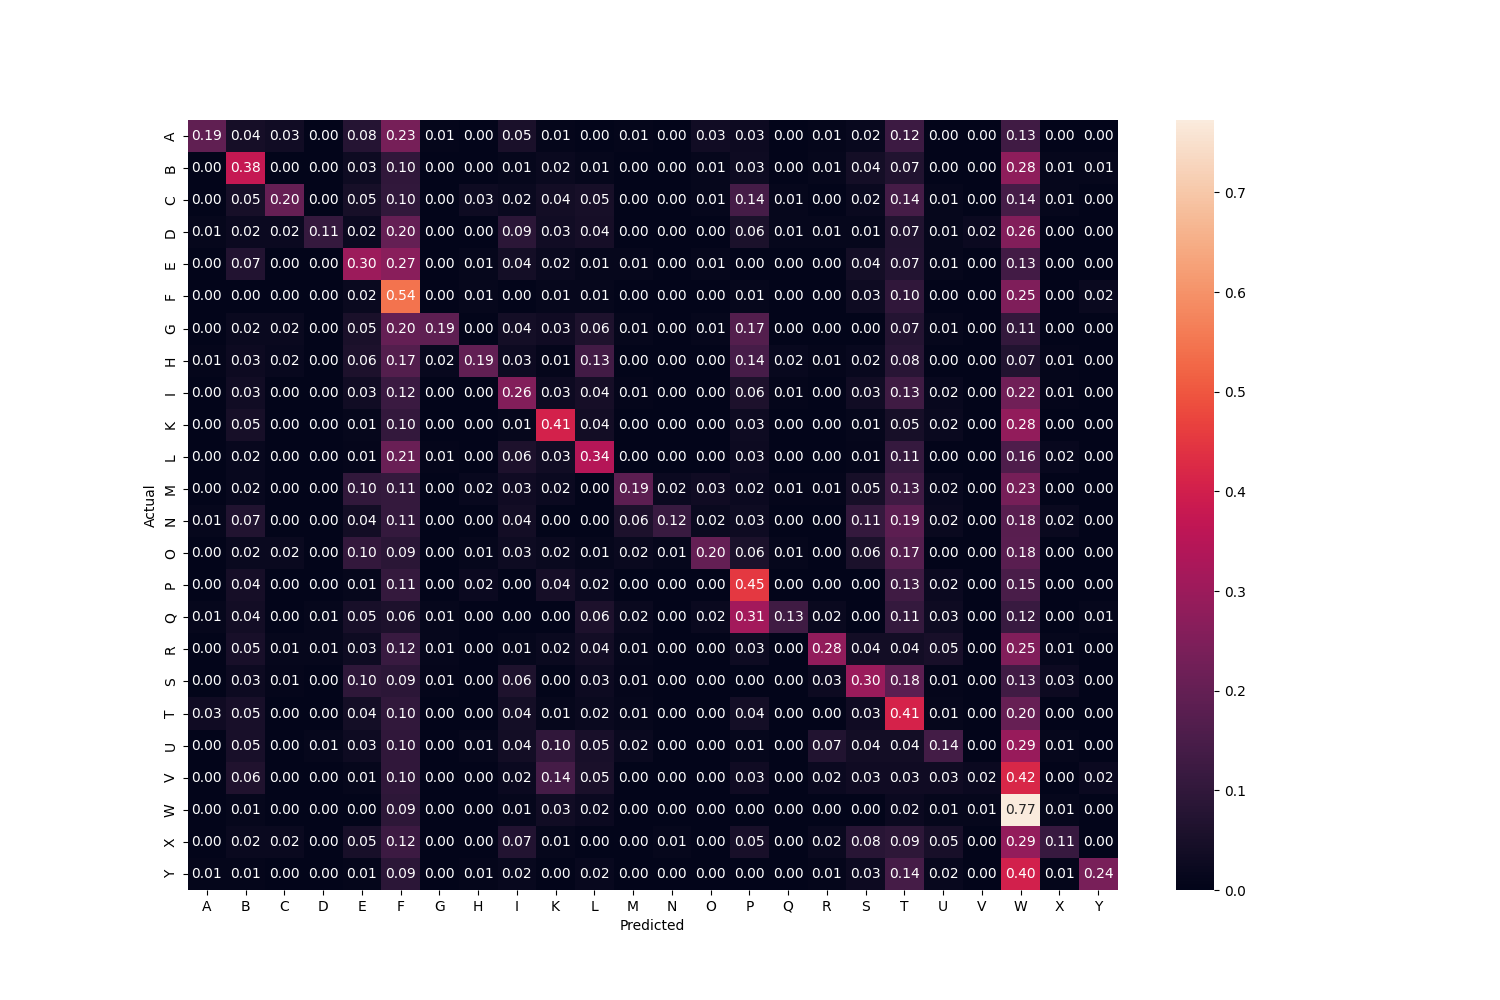 A 0.19 0.04 0.03 0.00 0.08 0.23 0.01 0.00 0.05 0.01 0.00 0.01 0.00 0.03 0.03 0.00 0.01 0.02 0.12 0.00 0.00 0.13 0.00 0.00
B 0.00 0.38 0.00 0.00 0.03 0.10 0.00 0.00 0.01 0.02 0.01 0.00 0.00 0.01 0.03 0.00 0.01 0.04 0.07 0.00 0.00 0.28 0.01 0.01
C 0.00 0.05 0.20 0.00 0.05 0.10 0.00 0.03 0.02 0.04 0.05 0.00 0.00 0.01 0.14 0.01 0.00 0.02 0.14 0.01 0.00 0.14 0.01 0.00
D 0.01 0.02 0.02 0.11 0.02 0.20 0.00 0.00 0.09 0.03 0.04 0.00 0.00 0.00 0.06 0.01 0.01 0.01 0.07 0.01 0.02 0.26 0.00 0.00
E 0.00 0.07 0.00 0.00 0.30 0.27 0.00 0.01 0.04 0.02 0.01 0.01 0.00 0.01 0.00 0.00 0.00 0.04 0.07 0.01 0.00 0.13 0.00 0.00
F 0.00 0.00 0.00 0.00 0.02 0.54 0.00 0.01 0.00 0.01 0.01 0.00 0.00 0.00 0.01 0.00 0.00 0.03 0.10 0.00 0.00 0.25 0.00 0.02
G 0.00 0.02 0.02 0.00 0.05 0.20 0.19 0.00 0.04 0.03 0.06 0.01 0.00 0.01 0.17 0.00 0.00 0.00 0.07 0.01 0.00 0.11 0.00 0.00
H 0.01 0.03 0.02 0.00 0.06 0.17 0.02 0.19 0.03 0.01 0.13 0.00 0.00 0.00 0.14 0.02 0.01 0.02 0.08 0.00 0.00 0.07 0.01 0.00
I 0.00 0.03 0.00 0.00 0.03 0.12 0.00 0.00 0.26 0.03 0.04 0.01 0.00 0.00 0.06 0.01 0.00 0.03 0.13 0.02 0.00 0.22 0.01 0.00
K 0.00 0.05 0.00 0.00 0.01 0.10 0.00 0.00 0.01 0.41 0.04 0.00 0.00 0.00 0.03 0.00 0.00 0.01 0.05 0.02 0.00 0.28 0.00 0.00
L 0.00 0.02 0.00 0.00 0.01 0.21 0.01 0.00 0.06 0.03 0.34 0.00 0.00 0.00 0.03 0.00 0.00 0.01 0.11 0.00 0.00 0.16 0.02 0.00
M 0.00 0.02 0.00 0.00 0.10 0.11 0.00 0.02 0.03 0.02 0.00 0.19 0.02 0.03 0.02 0.01 0.01 0.05 0.13 0.02 0.00 0.23 0.00 0.00
N 0.01 0.07 0.00 0.00 0.04 0.11 0.00 0.00 0.04 0.00 0.00 0.06 0.12 0.02 0.03 0.00 0.00 0.11 0.19 0.02 0.00 0.18 0.02 0.00
O 0.00 0.02 0.02 0.00 0.10 0.09 0.00 0.01 0.03 0.02 0.01 0.02 0.01 0.20 0.06 0.01 0.00 0.06 0.17 0.00 0.00 0.18 0.00 0.00
P 0.00 0.04 0.00 0.00 0.01 0.11 0.00 0.02 0.00 0.04 0.02 0.00 0.00 0.00 0.45 0.00 0.00 0.00 0.13 0.02 0.00 0.15 0.00 0.00
Q 0.01 0.04 0.00 0.01 0.05 0.06 0.01 0.00 0.00 0.00 0.06 0.02 0.00 0.02 0.31 0.13 0.02 0.00 0.11 0.03 0.00 0.12 0.00 0.01
R 0.00 0.05 0.01 0.01 0.03 0.12 0.01 0.00 0.01 0.02 0.04 0.01 0.00 0.00 0.03 0.00 0.28 0.04 0.04 0.05 0.00 0.25 0.01 0.00
S 0.00 0.03 0.01 0.00 0.10 0.09 0.01 0.00 0.06 0.00 0.03 0.01 0.00 0.00 0.00 0.00 0.03 0.30 0.18 0.01 0.00 0.13 0.03 0.00
T 0.03 0.05 0.00 0.00 0.04 0.10 0.00 0.00 0.04 0.01 0.02 0.01 0.00 0.00 0.04 0.00 0.00 0.03 0.41 0.01 0.00 0.20 0.00 0.00
U 0.00 0.05 0.00 0.01 0.03 0.10 0.00 0.01 0.04 0.10 0.05 0.02 0.00 0.00 0.01 0.00 0.07 0.04 0.04 0.14 0.00 0.29 0.01 0.00
V 0.00 0.06 0.00 0.00 0.01 0.10 0.00 0.00 0.02 0.14 0.05 0.00 0.00 0.00 0.03 0.00 0.02 0.03 0.03 0.03 0.02 0.42 0.00 0.02
W 0.00 0.01 0.00 0.00 0.00 0.09 0.00 0.00 0.01 0.03 0.02 0.00 0.00 0.00 0.00 0.00 0.00 0.00 0.02 0.01 0.01 0.77 0.01 0.00
X 0.00 0.02 0.02 0.00 0.05 0.12 0.00 0.00 0.07 0.01 0.00 0.00 0.01 0.00 0.05 0.00 0.02 0.08 0.09 0.05 0.00 0.29 0.11 0.00
Y 0.01 0.01 0.00 0.00 0.01 0.09 0.00 0.01 0.02 0.00 0.02 0.00 0.00 0.00 0.00 0.00 0.01 0.03 0.14 0.02 0.00 0.40 0.01 0.24
A B C D E F G H I K L M N O P Q R S T U V W X Y
Predicted
Actual
0.7
0.6
0.5
0.4
0.3
0.2
0.1
0.0